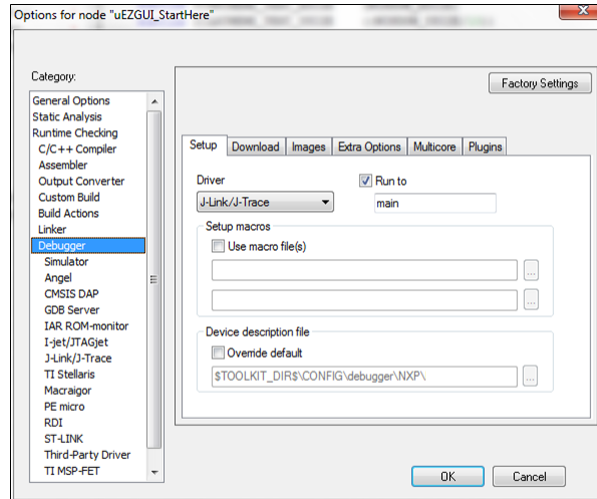 Options for node "uEZGUI_StartHere"
Category:
Factory Settings
General Options
Static Analysis
Runtime Checking
C/C++ Compiler
Assembler
Output Converter
Custom Build
Build Actions
Linker
Debugger
Simulator
Angel
CMSIS DAP
GDB Server
IAR ROM-monitor
I-jet/JTAGjet
J-Link/J-Trace
TI Stellaris
Macraigor
PE micro
RDI
ST-LINK
Third-Party Driver
TI MSP-FET
Setup Download Images Extra Options Multicore Plugins
Driver Run to
J-Link/J-Trace main
Setup macros
Use macro file(s)
...
...
Device description file
Override default
$TOOLKIT_DIR$\CONFIG\debugger\NXP\ ...
OK Cancel